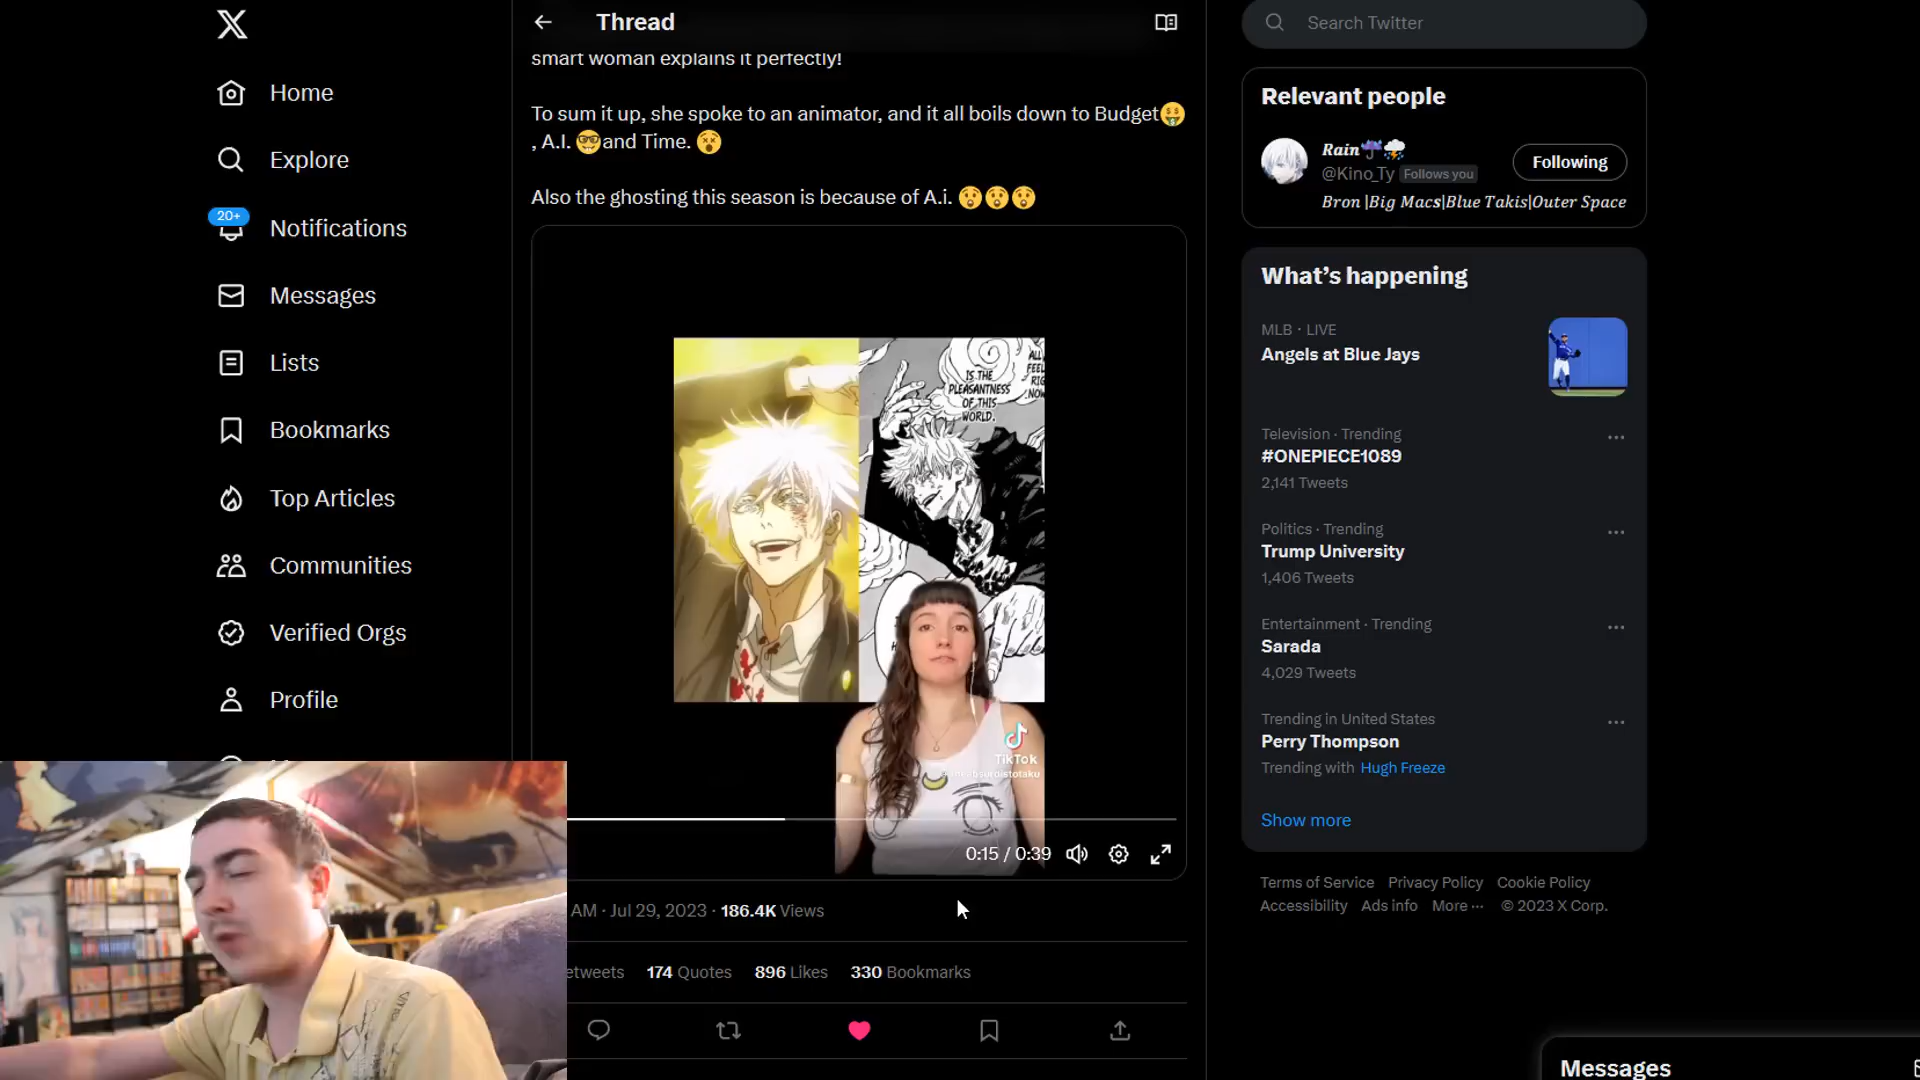 Thread
Search Twitter
smart woman explains it perfectly!
To sum it up, she spoke to an animator, and it all boils down to Budget🤑
, A.I. 🤓and Time. 😵
Also the ghosting this season is because of A.i. 😲😲😲
Home
Explore
20+
Notifications
Messages
Lists
Bookmarks
Top Articles
Communities
Verified Orgs
Profile
IS THE
PLEASANTNESS
OF THIS
WORLD.
ALL
FEEL
RIG
NOW
TikTok
0:15 / 0:39
AM · Jul 29, 2023 · 186.4K Views
etweets 174 Quotes 896 Likes 330 Bookmarks
Relevant people
Rain☔⛈
@Kino_Ty Follows you
Following
Bron |Big Macs|Blue Takis|Outer Space
What's happening
MLB · LIVE
Angels at Blue Jays
Television · Trending
#ONEPIECE1089
2,141 Tweets
Politics · Trending
Trump University
1,406 Tweets
Entertainment · Trending
Sarada
4,029 Tweets
Trending in United States
Perry Thompson
Trending with Hugh Freeze
Show more
Terms of Service Privacy Policy Cookie Policy
Accessibility Ads info More ··· © 2023 X Corp.
Messages